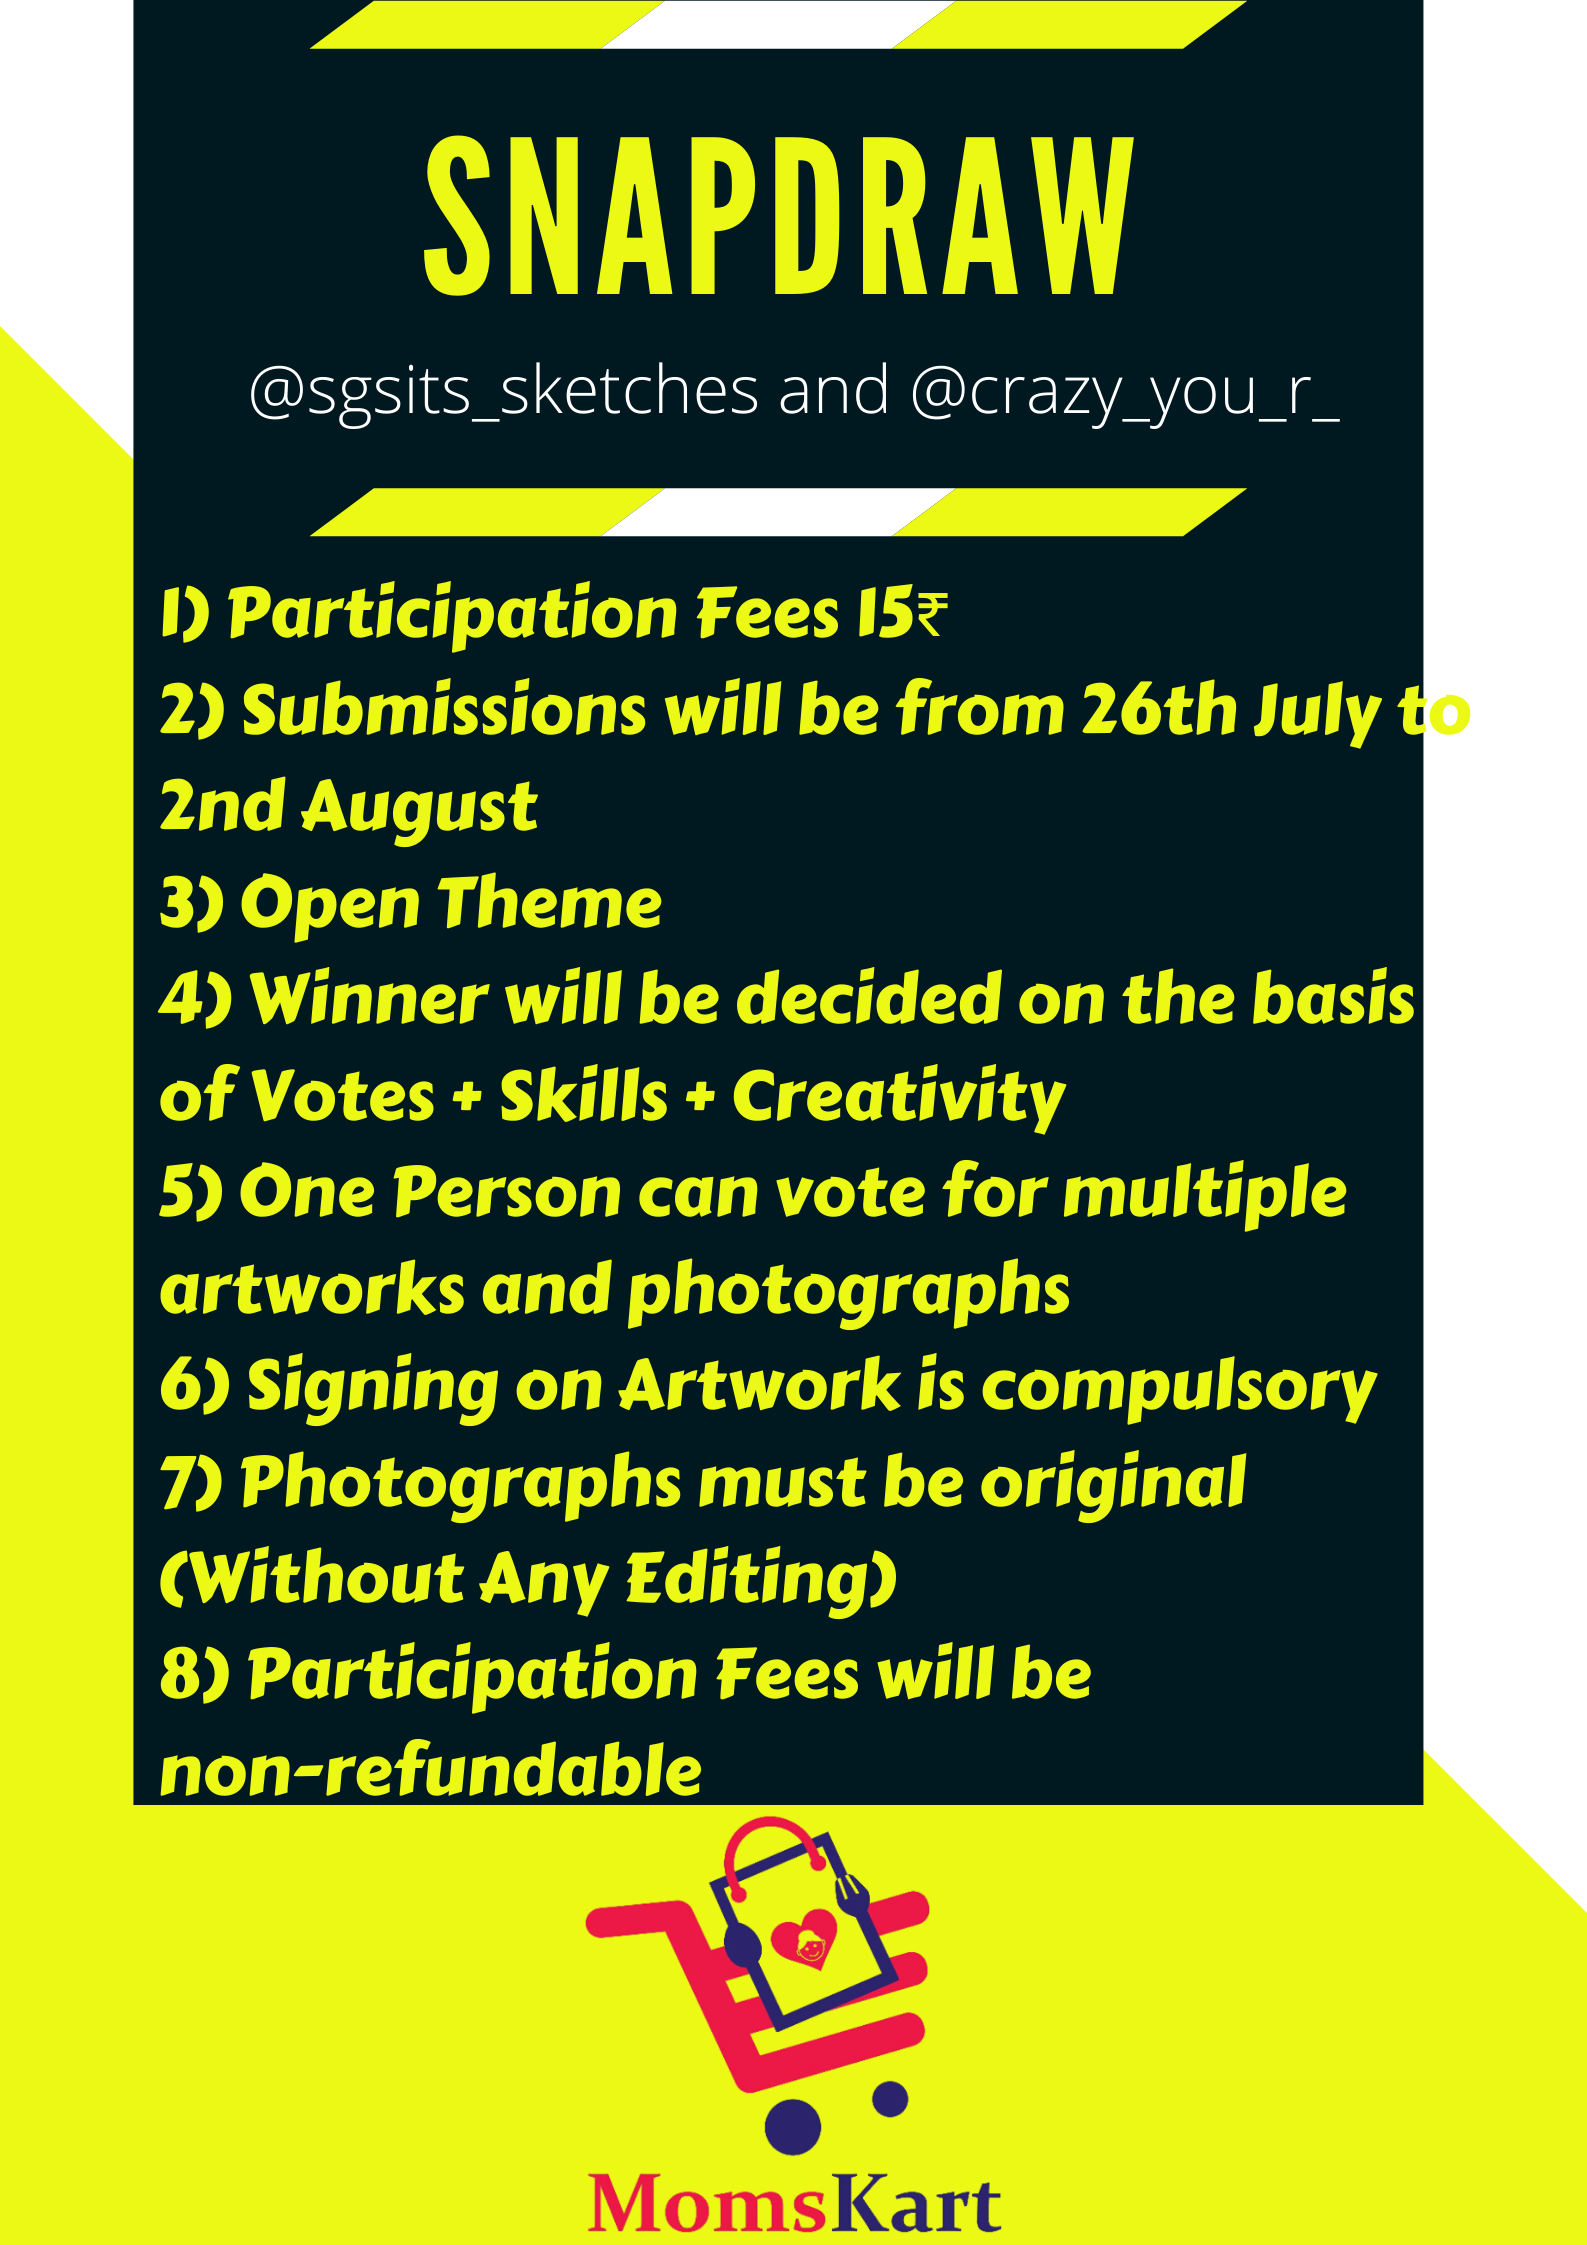 SNAPDRAW
@sgsits_sketches and @crazy_you_r_
1) Participation Fees 15₹
2) Submissions will be from 26th July to
2nd August
3) Open Theme
4) Winner will be decided on the basis
of Votes + Skills + Creativity
5) One Person can vote for multiple
artworks and photographs
6) Signing on Artwork is compulsory
7) Photographs must be original
(Without Any Editing)
8) Participation Fees will be
non-refundable
MomsKart